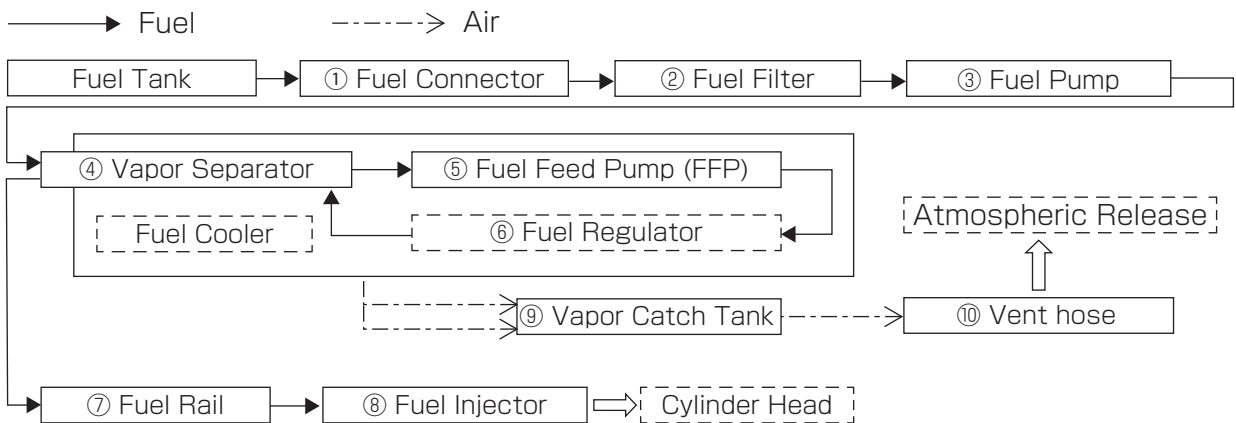 Fuel Air
Fuel Tank ① Fuel Connector ② Fuel Filter ③ Fuel Pump
④ Vapor Separator ⑤ Fuel Feed Pump (FFP)
Fuel Cooler ⑥ Fuel Regulator Atmospheric Release
⑨ Vapor Catch Tank ⑩ Vent hose
⑦ Fuel Rail ⑧ Fuel Injector Cylinder Head